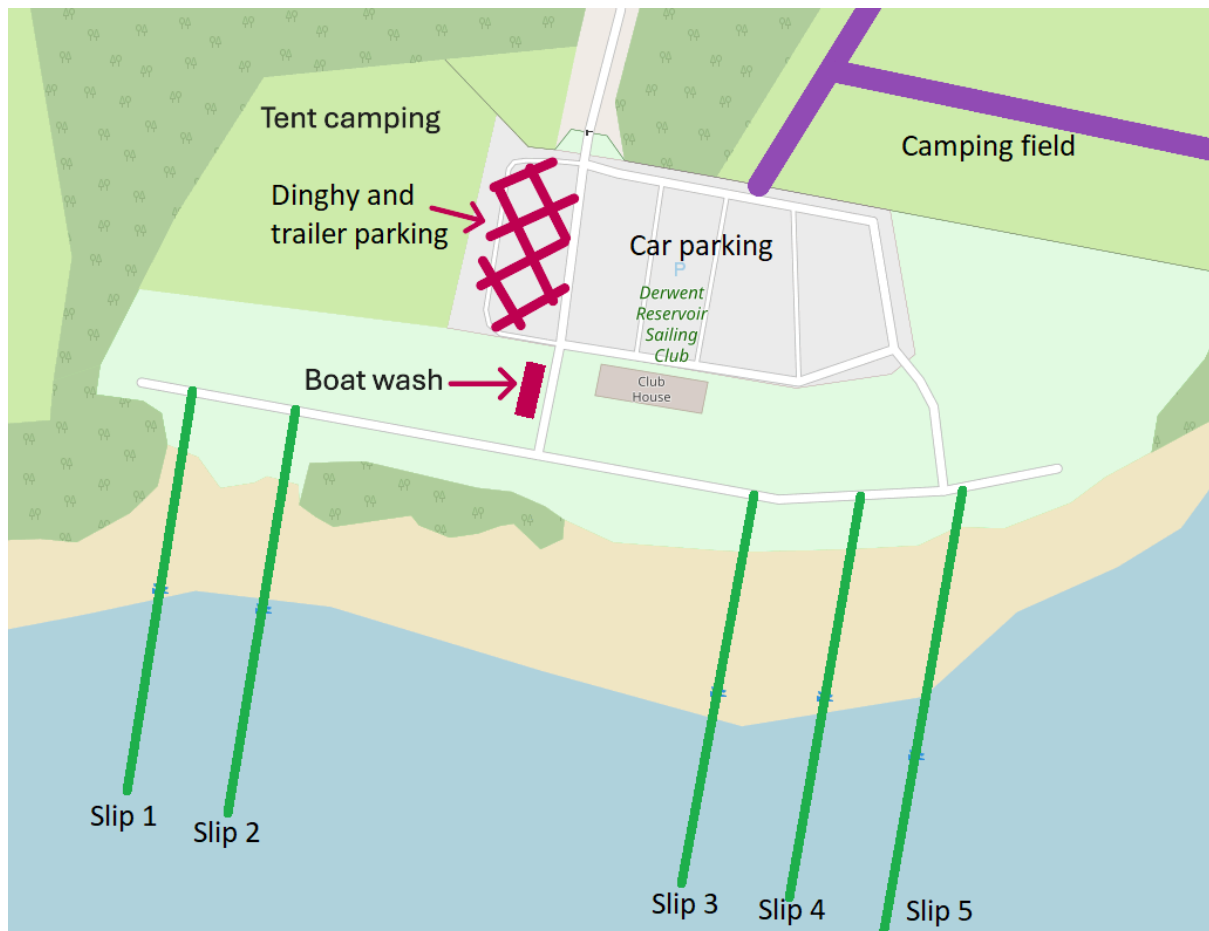 Tent camping
Camping field
Dinghy and
trailer parking
Car parking
P
Derwent
Reservoir
Sailing
Club
Boat wash
Club
House
Slip 1
Slip 2
Slip 3
Slip 4
Slip 5